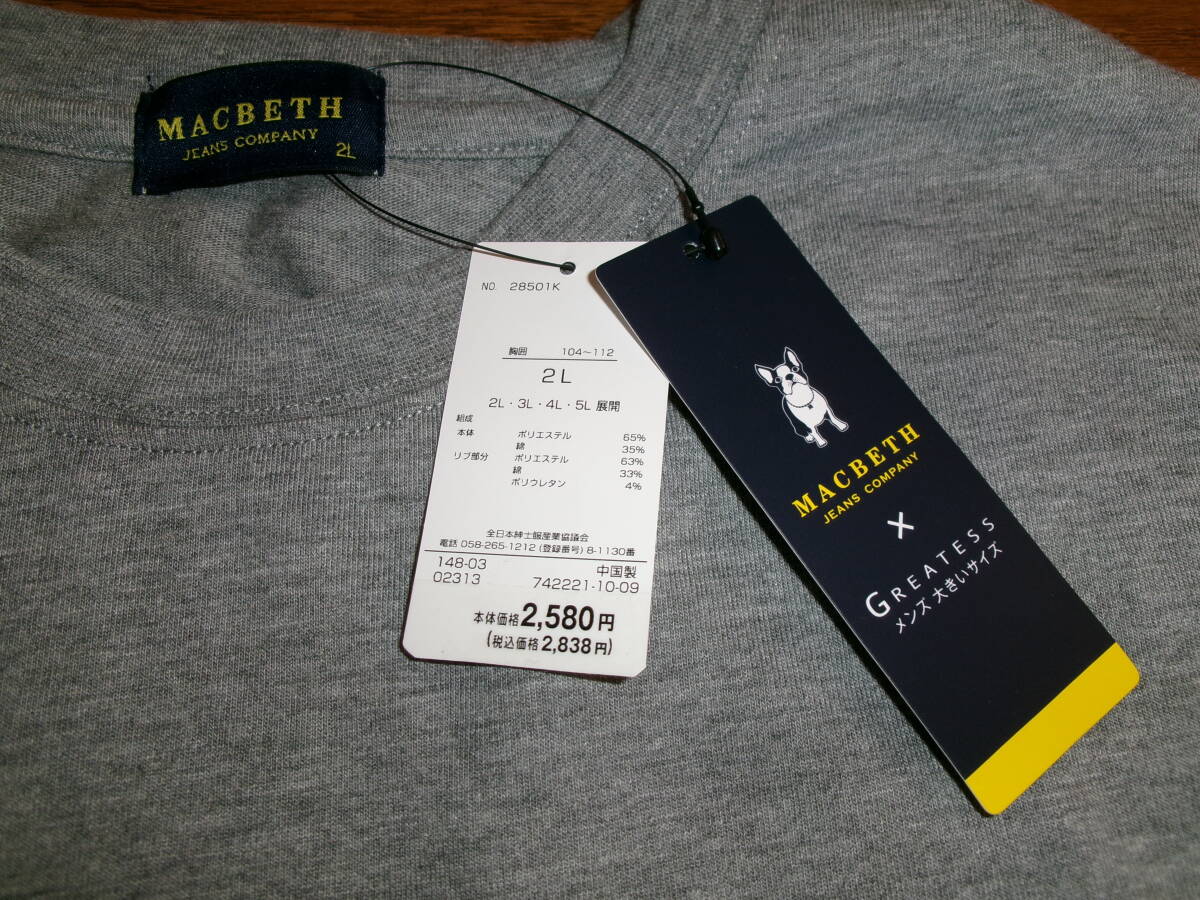 MACBETH
JEANS COMPANY
2L
NO. 28501K
胸囲 104～112
2L
2L・3L・4L・5L 展開
組成
本体 ポリエステル 65%
綿 35%
リブ部分 ポリエステル 63%
綿 33%
ポリウレタン 4%
全日本紳士服産業協議会
電話 058-265-1212 (登録番号) 8-1130番
148-03 中国製
02313 742221-10-09
本体価格2,580円
(税込価格2,838円)
MACBETH
JEANS COMPANY
×
GREATESS
メンズ 大きいサイズ